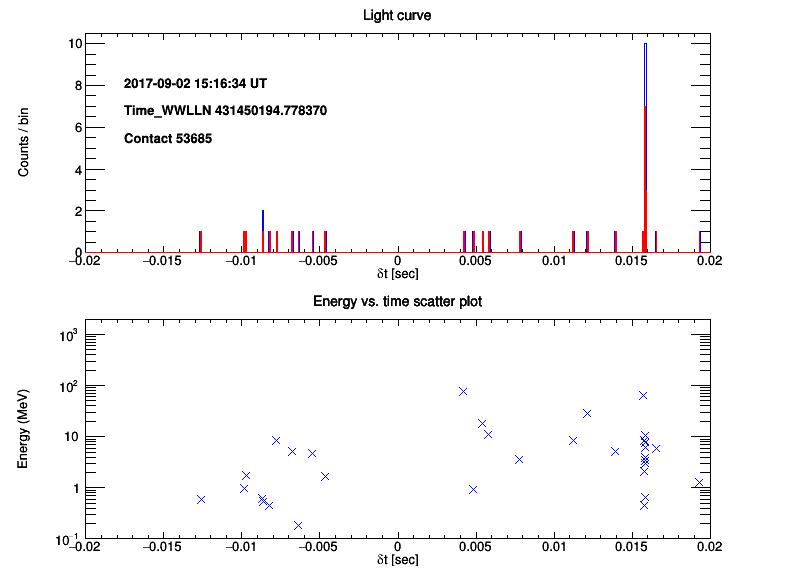 Light curve
Counts / bin
10
8
6
4
2
0
2017-09-02 15:16:34 UT
Time_WWLLN 431450194.778370
Contact 53685
−0.02 −0.015 −0.01 −0.005 0 0.005 0.01 0.015 0.02
δt [sec]
Energy vs. time scatter plot
Energy (MeV)
10³
10²
10
1
10⁻¹
−0.02 −0.015 −0.01 −0.005 0 0.005 0.01 0.015 0.02
δt [sec]